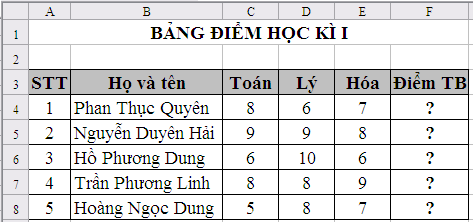 A B C D E F
1 BẢNG ĐIỂM HỌC KÌ I
2
3 STT Họ và tên Toán Lý Hóa Điểm TB
4 1 Phan Thục Quyên 8 6 7 ?
5 2 Nguyễn Duyên Hải 9 9 8 ?
6 3 Hồ Phương Dung 6 10 6 ?
7 4 Trần Phương Linh 8 8 9 ?
8 5 Hoàng Ngọc Dung 5 8 7 ?